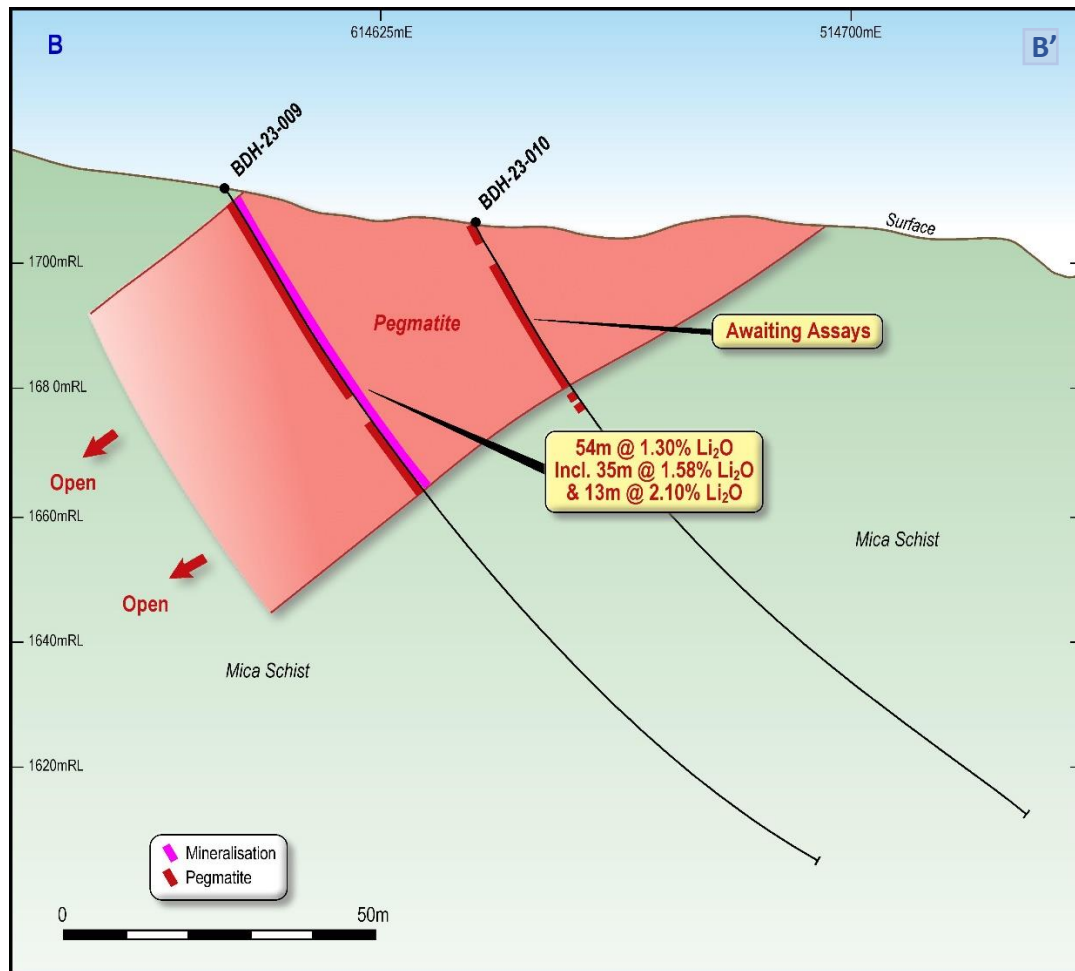 614625mE
514700mE
B
B'
BDH-23-009
BDH-23-010
Surface
1700mRL
Pegmatite
Awaiting Assays
168 0mRL
54m @ 1.30% Li₂O
Incl. 35m @ 1.58% Li₂O
& 13m @ 2.10% Li₂O
Open
1660mRL
Mica Schist
Open
1640mRL
Mica Schist
1620mRL
Mineralisation
Pegmatite
0
50m